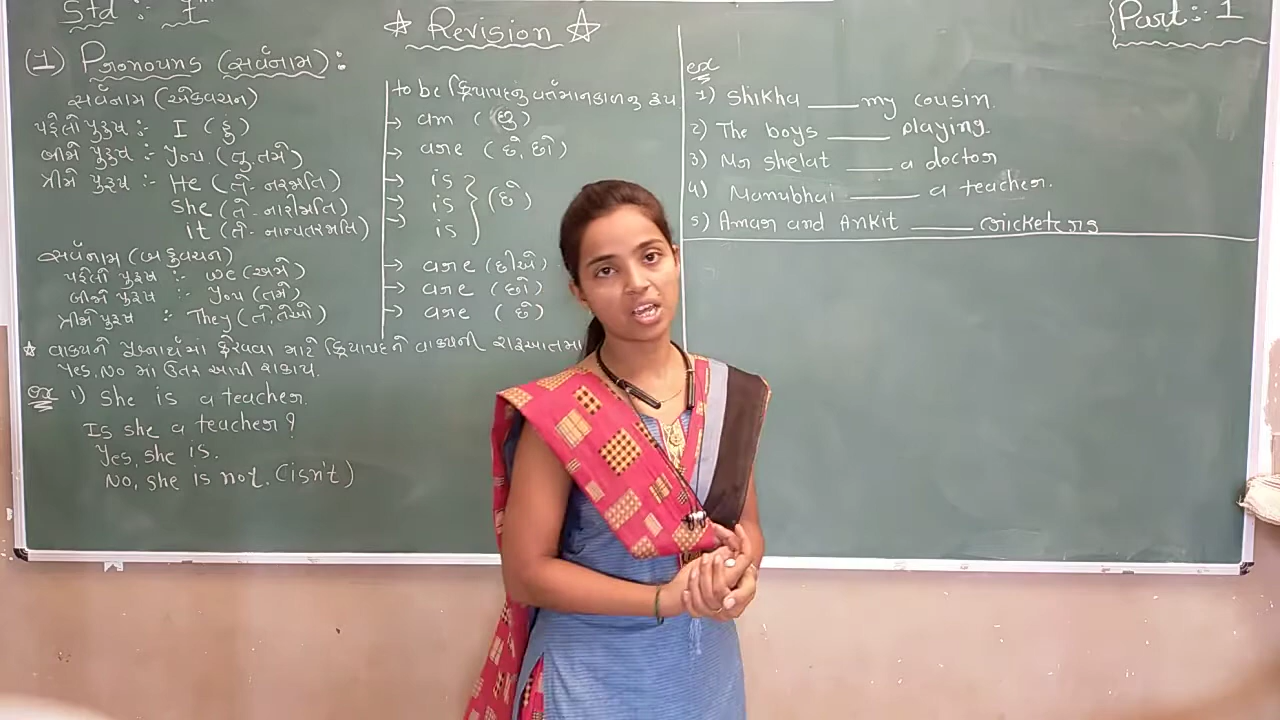 Std :-
☆ Revision ☆
Part :- 1
(1) Pronouns (સર્વનામ) :
સર્વનામ (એકવચન)
પહેલો પુરુષ :- I (હું)
બીજો પુરુષ :- You (તુ, તમે)
ત્રીજો પુરુષ :- He (તે - નરજાતિ)
She (તે - નારીજાતિ)
it (તે - નાન્યતરજાતિ)
સર્વનામ (બહુવચન)
પહેલો પુરુષ :- we (અમે)
બીજો પુરુષ :- You (તમે)
ત્રીજો પુરુષ :- They (તે, તેઓ)
to be ક્રિયાપદનુ વર્તમાનકાળનુ રૂપ
→ am (છુ)
→ are (છે, છો)
→ is
→ is (છે)
→ is
→ are (છીએ)
→ are (છો)
→ are (છે)
☆ વાક્યને પ્રશ્નાર્થમાં ફેરવવા માટે ક્રિયાપદને વાક્યની શરૂઆતમા
Yes, No માં ઉતર આપી શકાય.
ex 1) She is a teacher.
Is she a teacher?
Yes, she is.
No, she is not. (isn't)
ex
1) Shikha ____ my cousin.
2) The boys ____ playing.
3) Mr shelat ____ a doctor
4) Manubhai ____ a teacher.
5) Amar and Ankit ____ cricketers